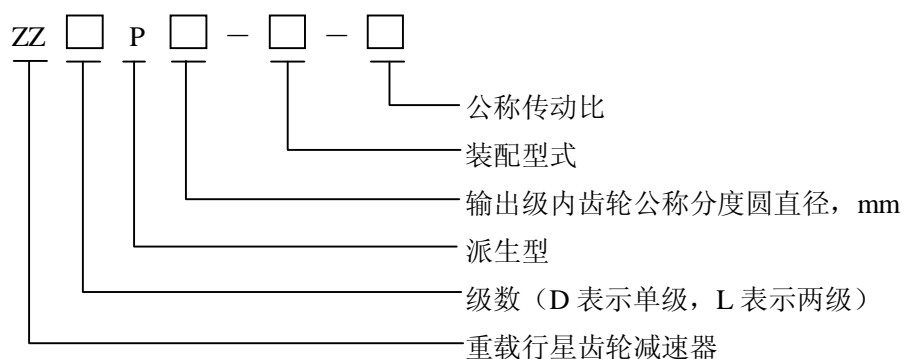 ZZ □ P □ － □ － □
公称传动比
装配型式
输出级内齿轮公称分度圆直径，mm
派生型
级数（D 表示单级，L 表示两级）
重载行星齿轮减速器